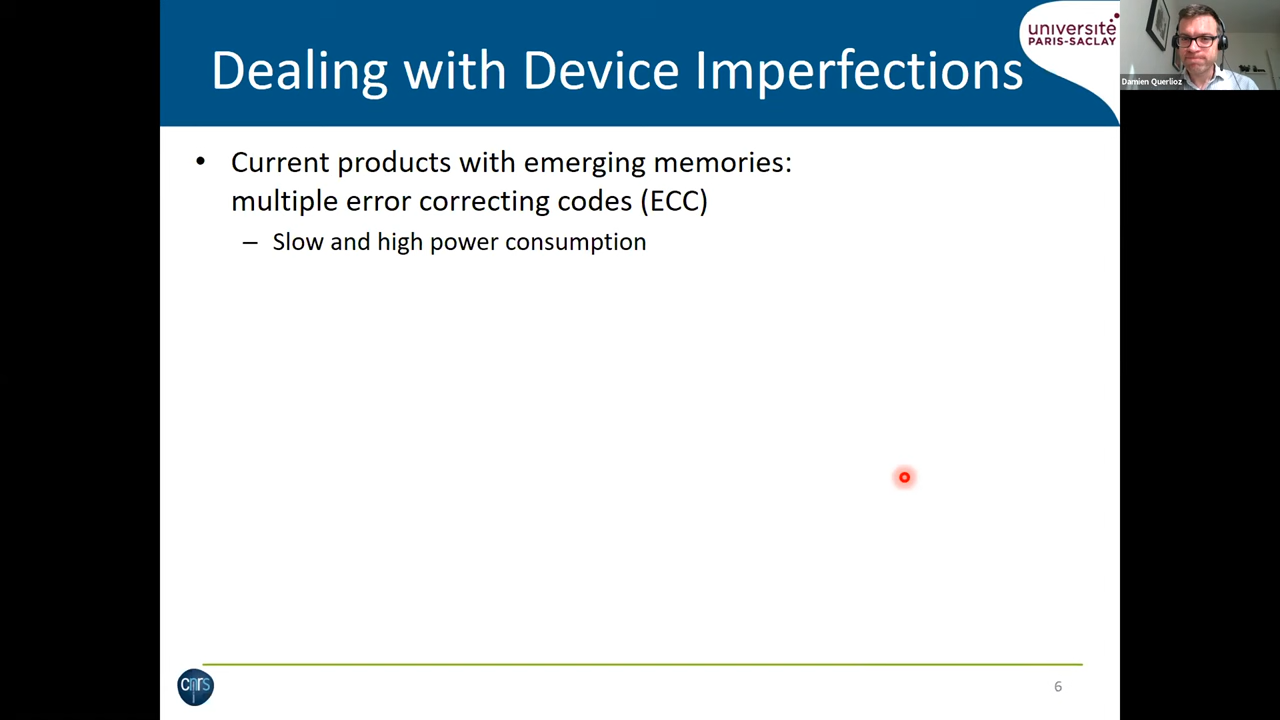 Dealing with Device Imperfections
université
PARIS-SACLAY
Damien Querlioz
• Current products with emerging memories:
multiple error correcting codes (ECC)
– Slow and high power consumption
cnrs
6